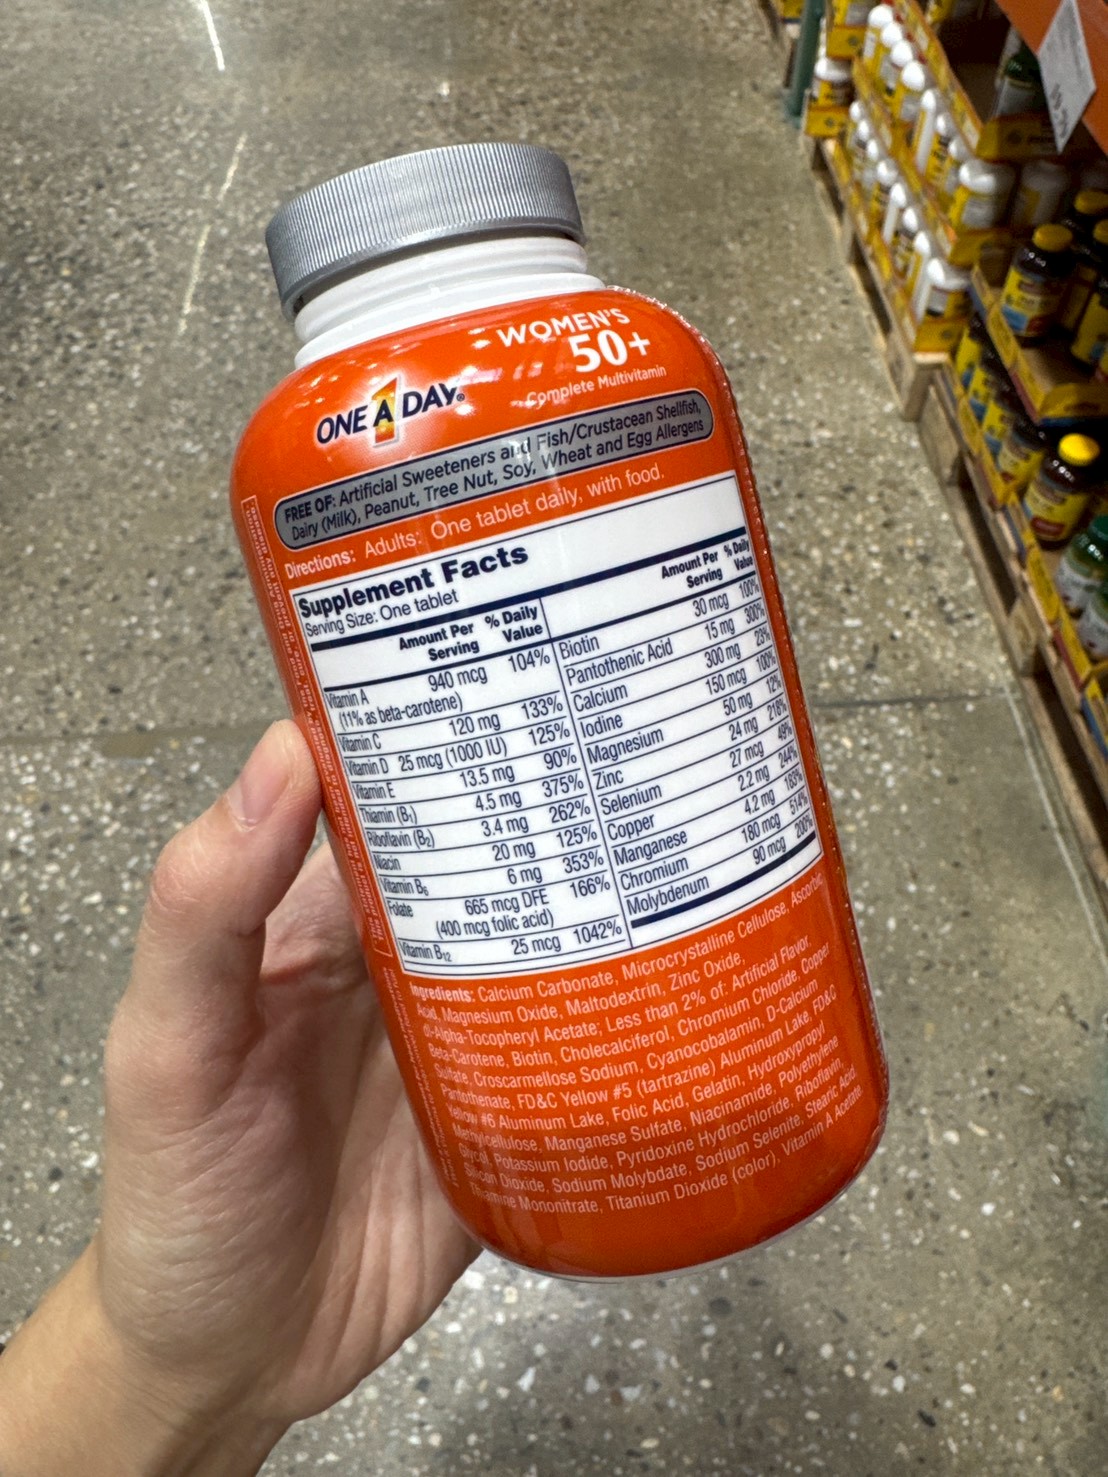 WOMEN'S
50+
Complete Multivitamin
ONE A DAY®
FREE OF: Artificial Sweeteners and Fish/Crustacean Shellfish,
Dairy (Milk), Peanut, Tree Nut, Soy, Wheat and Egg Allergens
Directions: Adults: One tablet daily, with food.
Supplement Facts
Serving Size: One tablet
Amount Per Serving % Daily Value
Vitamin A 940 mcg 104%
(11% as beta-carotene)
Vitamin C 120 mg 133%
Vitamin D 25 mcg (1000 IU) 125%
Vitamin E 13.5 mg 90%
Thiamin (B₁) 4.5 mg 375%
Riboflavin (B₂) 3.4 mg 262%
Niacin 20 mg 125%
Vitamin B₆ 6 mg 353%
Folate 665 mcg DFE 166%
(400 mcg folic acid)
Vitamin B₁₂ 25 mcg 1042%
Amount Per Serving % Daily Value
Biotin 30 mcg 100%
Pantothenic Acid 15 mg 300%
Calcium 300 mg 23%
Iodine 150 mcg 100%
Magnesium 50 mg 12%
Zinc 24 mg 218%
Selenium 27 mcg 49%
Copper 2.2 mg 244%
Manganese 4.2 mg 183%
Chromium 180 mcg 514%
Molybdenum 90 mcg 200%
Ingredients: Calcium Carbonate, Microcrystalline Cellulose, Ascorbic
Acid, Magnesium Oxide, Maltodextrin, Zinc Oxide,
dl-Alpha-Tocopheryl Acetate; Less than 2% of: Artificial Flavor,
Beta-Carotene, Biotin, Cholecalciferol, Chromium Chloride, Copper
Sulfate, Croscarmellose Sodium, Cyanocobalamin, D-Calcium
Pantothenate, FD&C Yellow #5 (tartrazine) Aluminum Lake, FD&C
Yellow #6 Aluminum Lake, Folic Acid, Gelatin, Hydroxypropyl
Methylcellulose, Manganese Sulfate, Niacinamide, Polyethylene
Glycol, Potassium Iodide, Pyridoxine Hydrochloride, Riboflavin,
Silicon Dioxide, Sodium Molybdate, Sodium Selenite, Stearic Acid,
Thiamine Mononitrate, Titanium Dioxide (color), Vitamin A Acetate